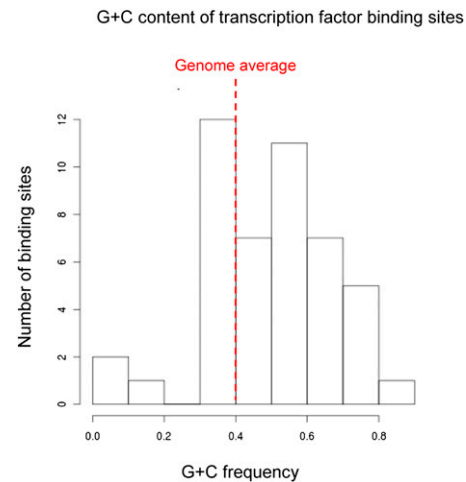 G+C content of transcription factor binding sites
Genome average
Number of binding sites
12
10
8
6
4
2
0
0.0 0.2 0.4 0.6 0.8
G+C frequency